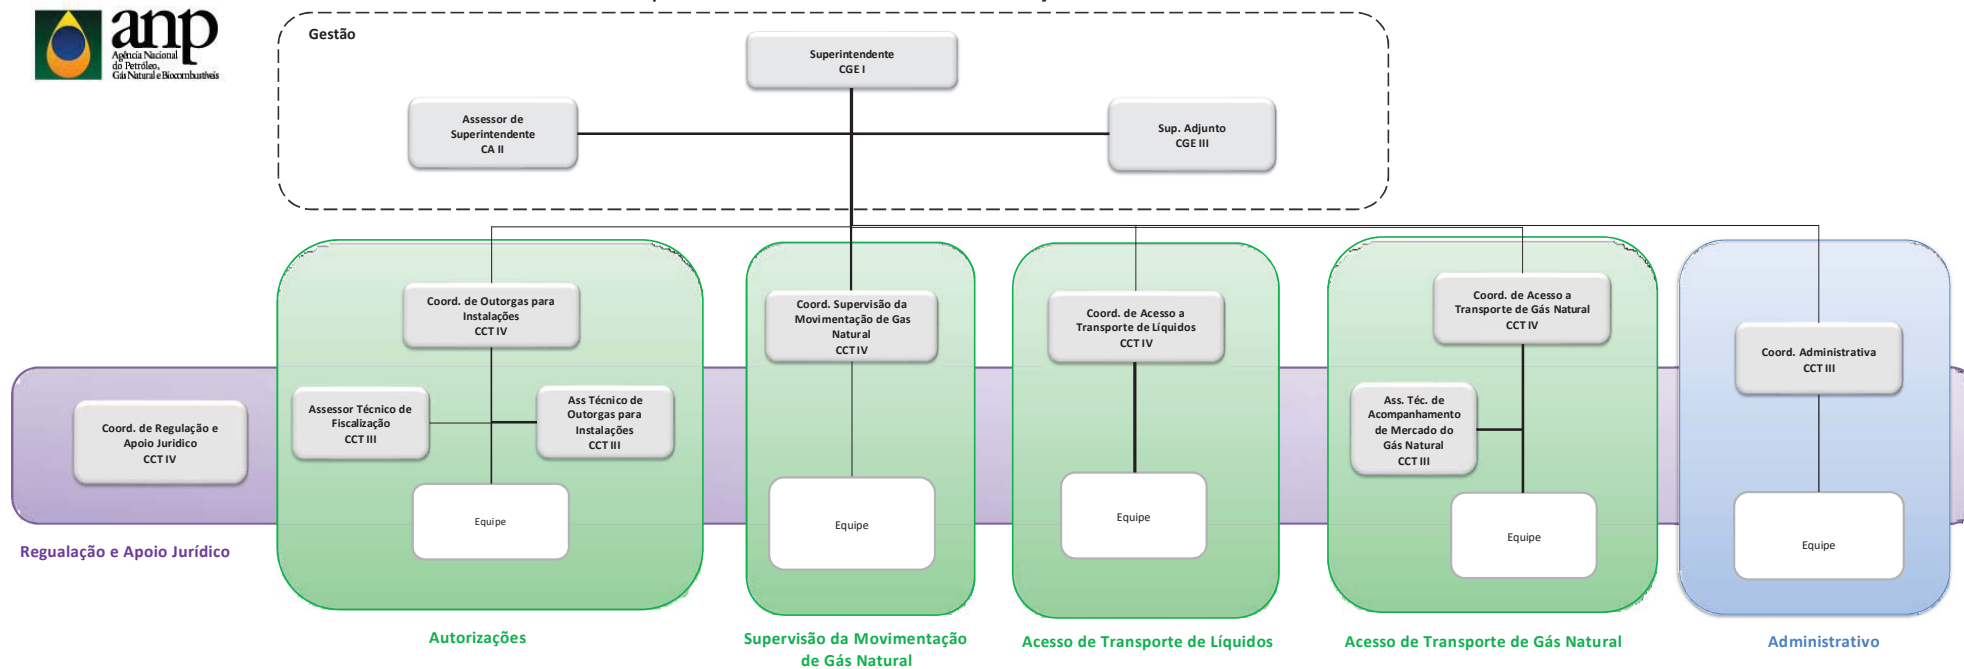 anp
Agência Nacional
do Petróleo,
Gás Natural e Biocombustíveis
Gestão
Superintendente
CGE I
Assessor de
Superintendente
CA II
Sup. Adjunto
CGE III
Coord. de Outorgas para
Instalações
CCT IV
Assessor Técnico de
Fiscalização
CCT III
Ass Técnico de
Outorgas para
Instalações
CCT III
Equipe
Coord. Supervisão da
Movimentação de Gas
Natural
CCT IV
Equipe
Coord. de Acesso a
Transporte de Líquidos
CCT IV
Equipe
Coord. de Acesso a
Transporte de Gás Natural
CCT IV
Ass. Téc. de
Acompanhamento
de Mercado do
Gás Natural
CCT III
Equipe
Coord. Administrativa
CCT III
Equipe
Coord. de Regulação e
Apoio Juridico
CCT IV
Regualação e Apoio Jurídico
Autorizações
Supervisão da Movimentação
de Gás Natural
Acesso de Transporte de Líquidos
Acesso de Transporte de Gás Natural
Administrativo